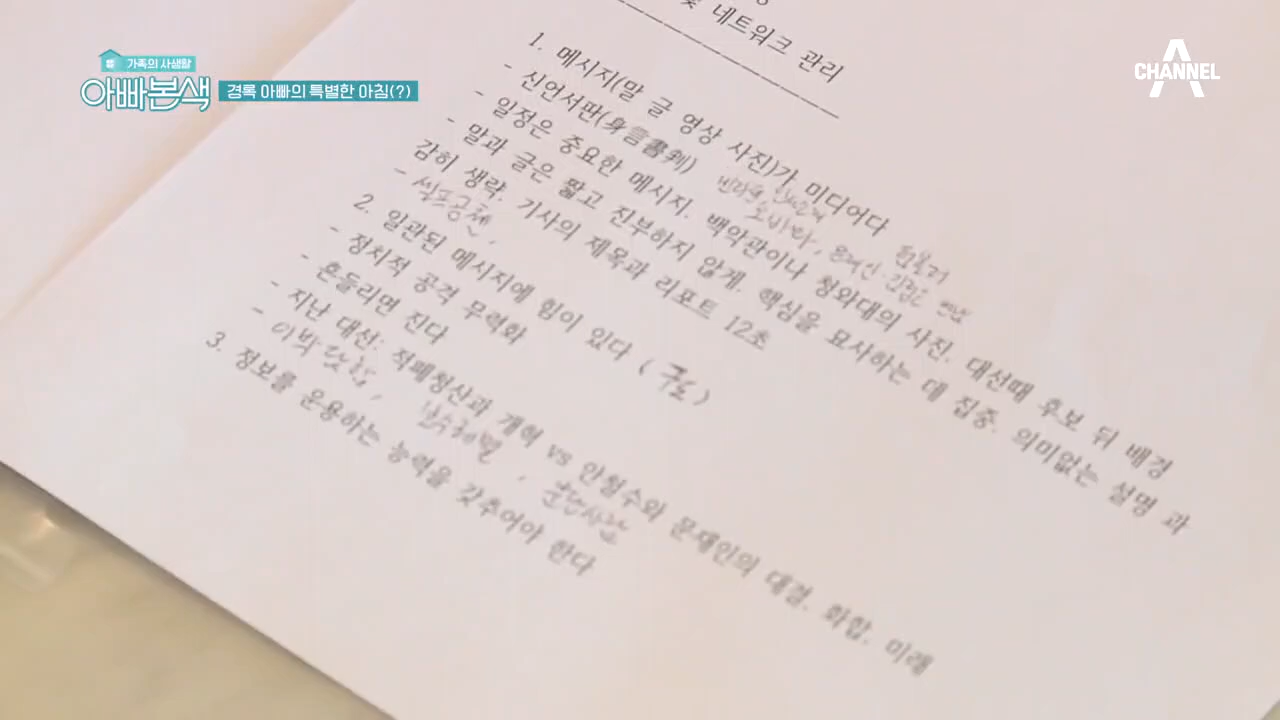 가족의 사생활
아빠본색
경록 아빠의 특별한 아침(?)
CHANNEL A
및 네트워크 관리
1. 메시지(말 글 영상 사진)가 미디어다
- 신언서판(身言書判)
- 일정은 중요한 메시지. 백악관이나 청와대의 사진. 대선때 후보 뒤 배경
- 말과 글은 짧고 진부하지 않게. 핵심을 묘사하는 데 집중. 의미없는 설명 과
감히 생략. 기사의 제목과 리포트 12초
2. 일관된 메시지에 힘이 있다
- 정치적 공격 무력화
- 흔들리면 진다
- 지난 대선: 적폐청산과 개혁 vs 안철수와 문재인의 대결. 화합. 미래
3. 정보를 운용하는 능력을 갖추어야 한다